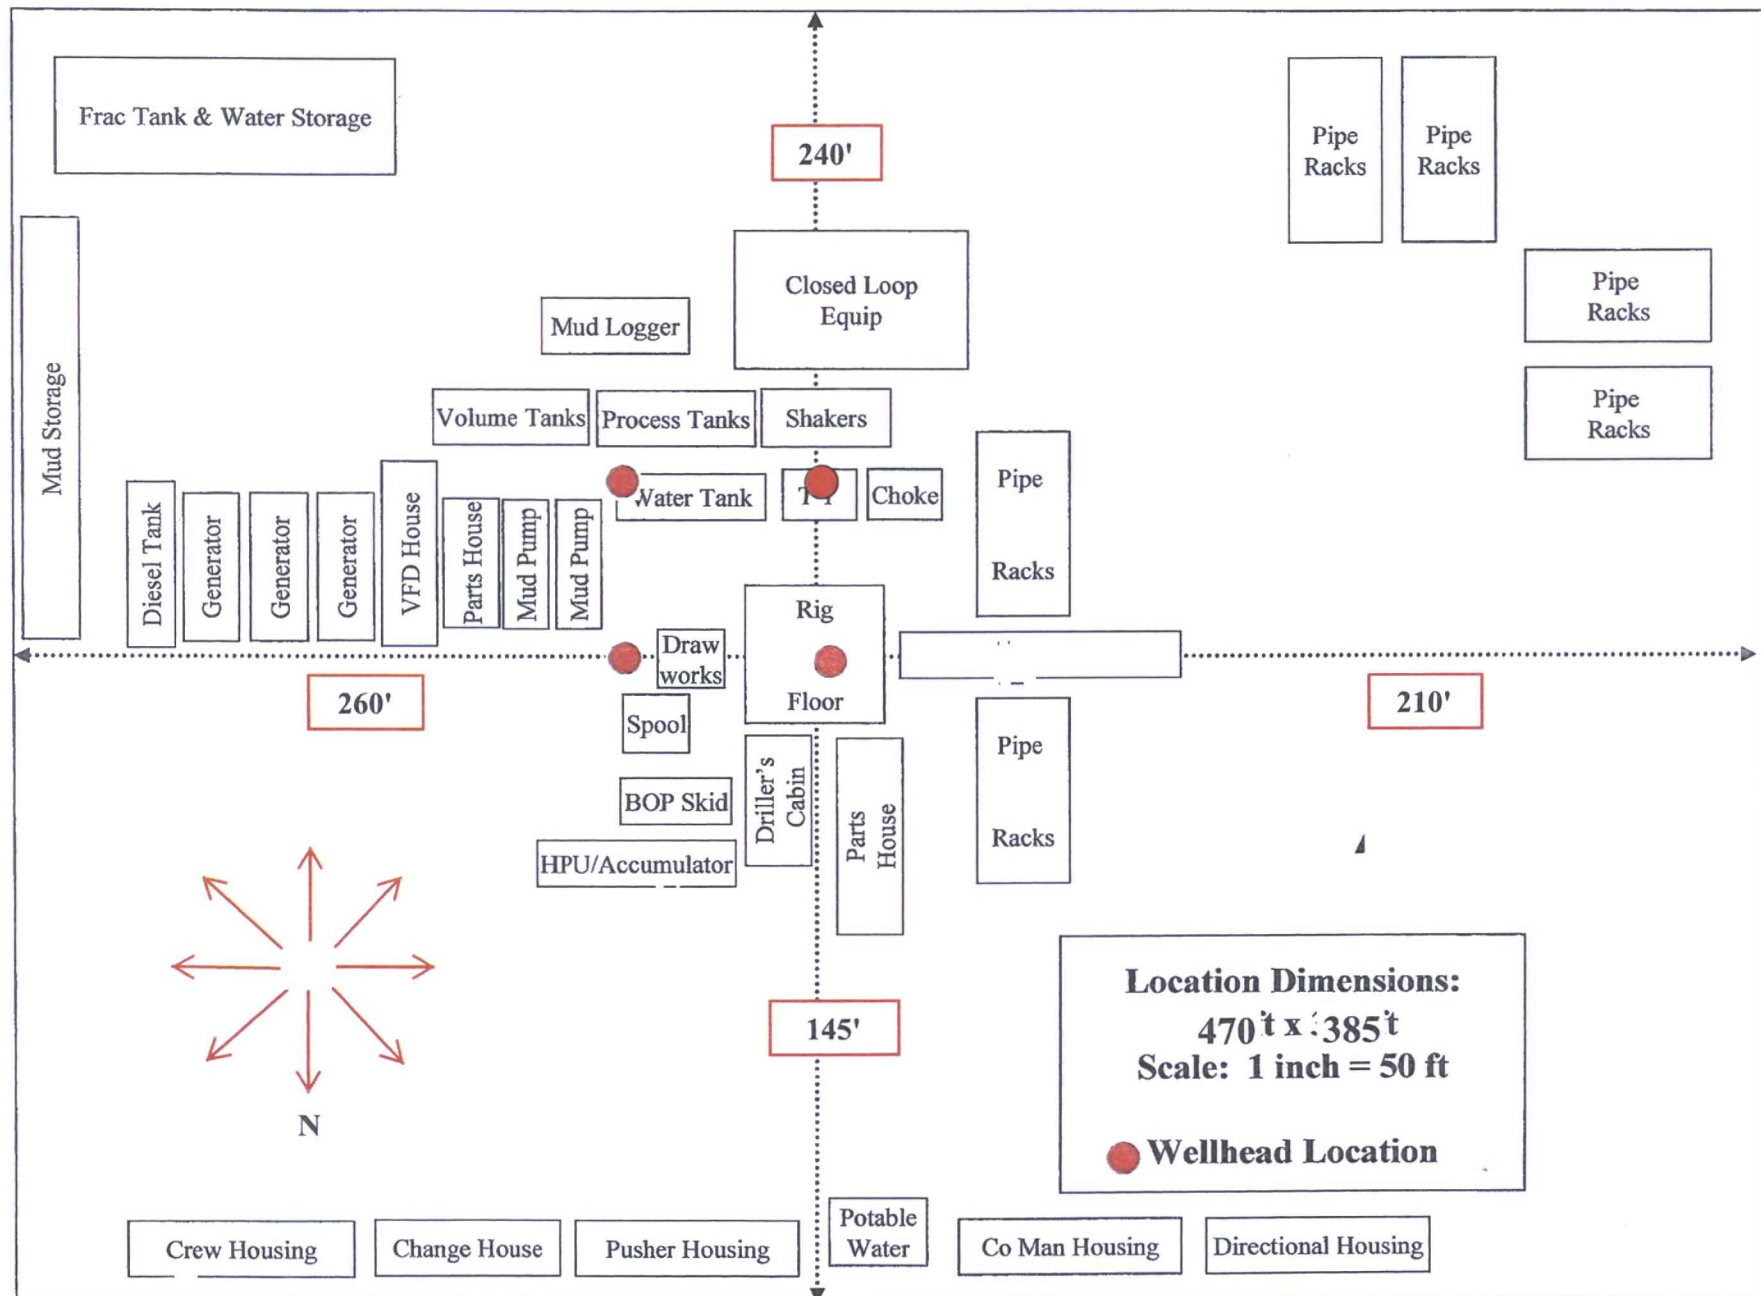 Frac Tank & Water Storage
240'
Pipe
Racks
Pipe
Racks
Closed Loop
Equip
Pipe
Racks
Mud Logger
Mud Storage
Volume Tanks
Process Tanks
Shakers
Pipe
Racks
Diesel Tank
Generator
Generator
Generator
VFD House
Parts House
Mud Pump
Mud Pump
Water Tank
Choke
Pipe
Racks
Rig
Floor
Draw
works
260'
210'
Spool
BOP Skid
HPU/Accumulator
Driller's
Cabin
Parts
House
Pipe
Racks
145'
Location Dimensions:
470 t x 385 t
Scale: 1 inch = 50 ft
Wellhead Location
N
Crew Housing
Change House
Pusher Housing
Potable
Water
Co Man Housing
Directional Housing